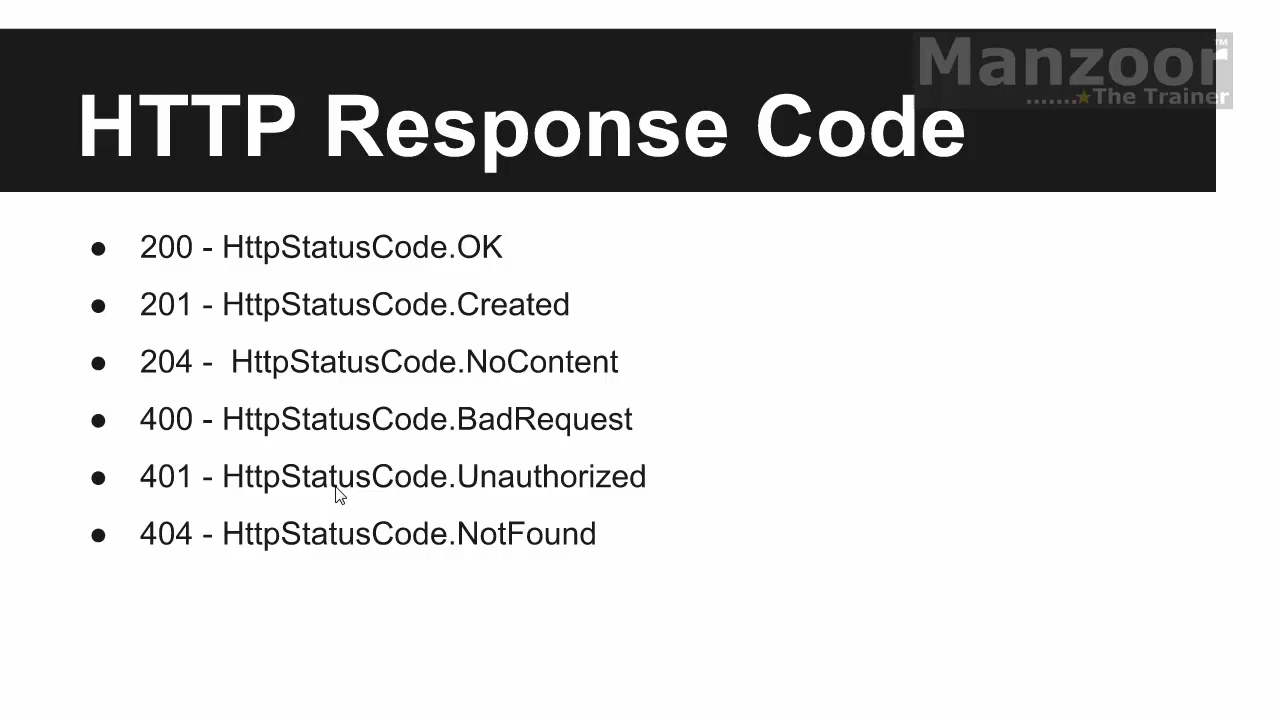 Manzoor™
.......★The Trainer
HTTP Response Code
● 200 - HttpStatusCode.OK
● 201 - HttpStatusCode.Created
● 204 -  HttpStatusCode.NoContent
● 400 - HttpStatusCode.BadRequest
● 401 - HttpStatusCode.Unauthorized
● 404 - HttpStatusCode.NotFound